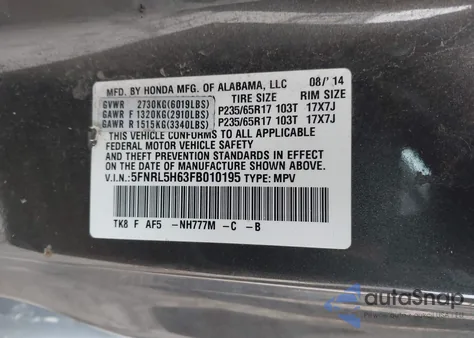 MFD. BY HONDA MFG. OF ALABAMA, LLC 08/'14
TIRE SIZE RIM SIZE
GVWR 2730KG(6019LBS)
GAWR F 1320KG(2910LBS) P235/65R17 103T 17X7J
GAWR R 1515KG(3340LBS) P235/65R17 103T 17X7J
THIS VEHICLE CONFORMS TO ALL APPLICABLE
FEDERAL MOTOR VEHICLE SAFETY
STANDARDS IN EFFECT ON THE
DATE OF MANUFACTURE SHOWN ABOVE.
V.I.N.: 5FNRL5H63FB010195 TYPE: MPV
TK8 F AF5 -NH777M -C -B
autoSnap